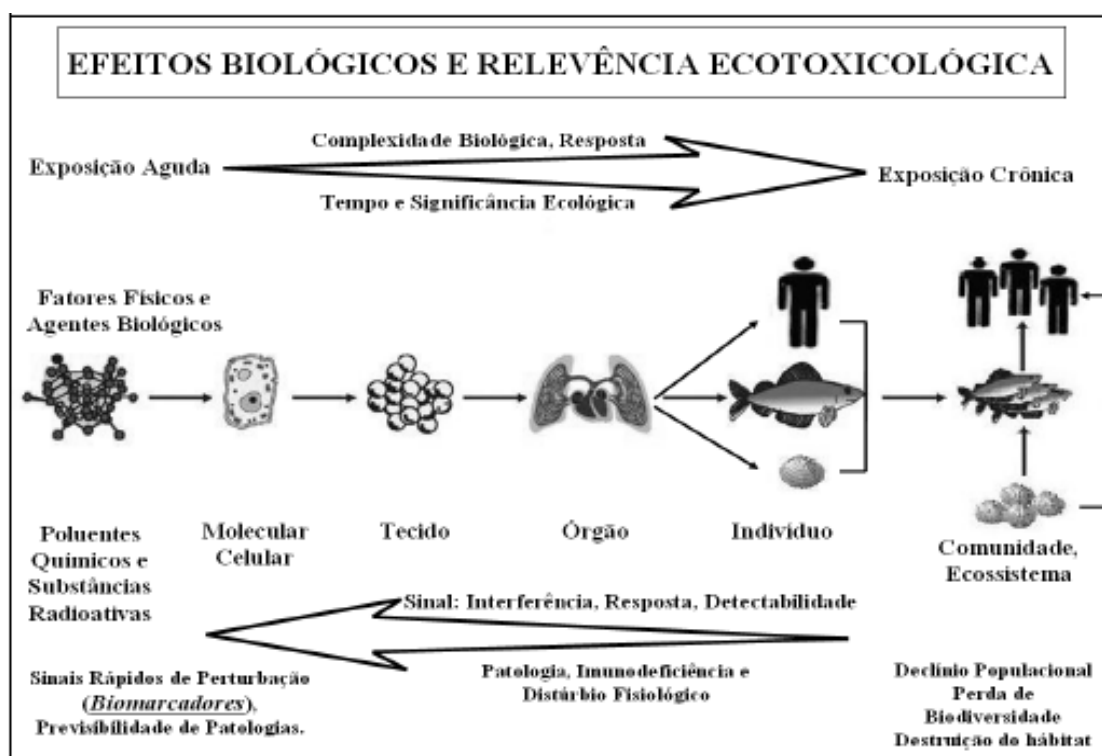 EFEITOS BIOLÓGICOS E RELEVÊNCIA ECOTOXICOLÓGICA
Complexidade Biológica, Resposta
Exposição Aguda
Exposição Crônica
Tempo e Significância Ecológica
Fatores Físicos e
Agentes Biológicos
Poluentes
Químicos e
Substâncias
Radioativas
Molecular
Celular
Tecido
Órgão
Indivíduo
Comunidade,
Ecossistema
Sinal: Interferência, Resposta, Detectabilidade
Patologia, Imunodeficiência e
Distúrbio Fisiológico
Sinais Rápidos de Perturbação
(Biomarcadores),
Previsibilidade de Patologias.
Declínio Populacional
Perda de
Biodiversidade
Destruição do hábitat